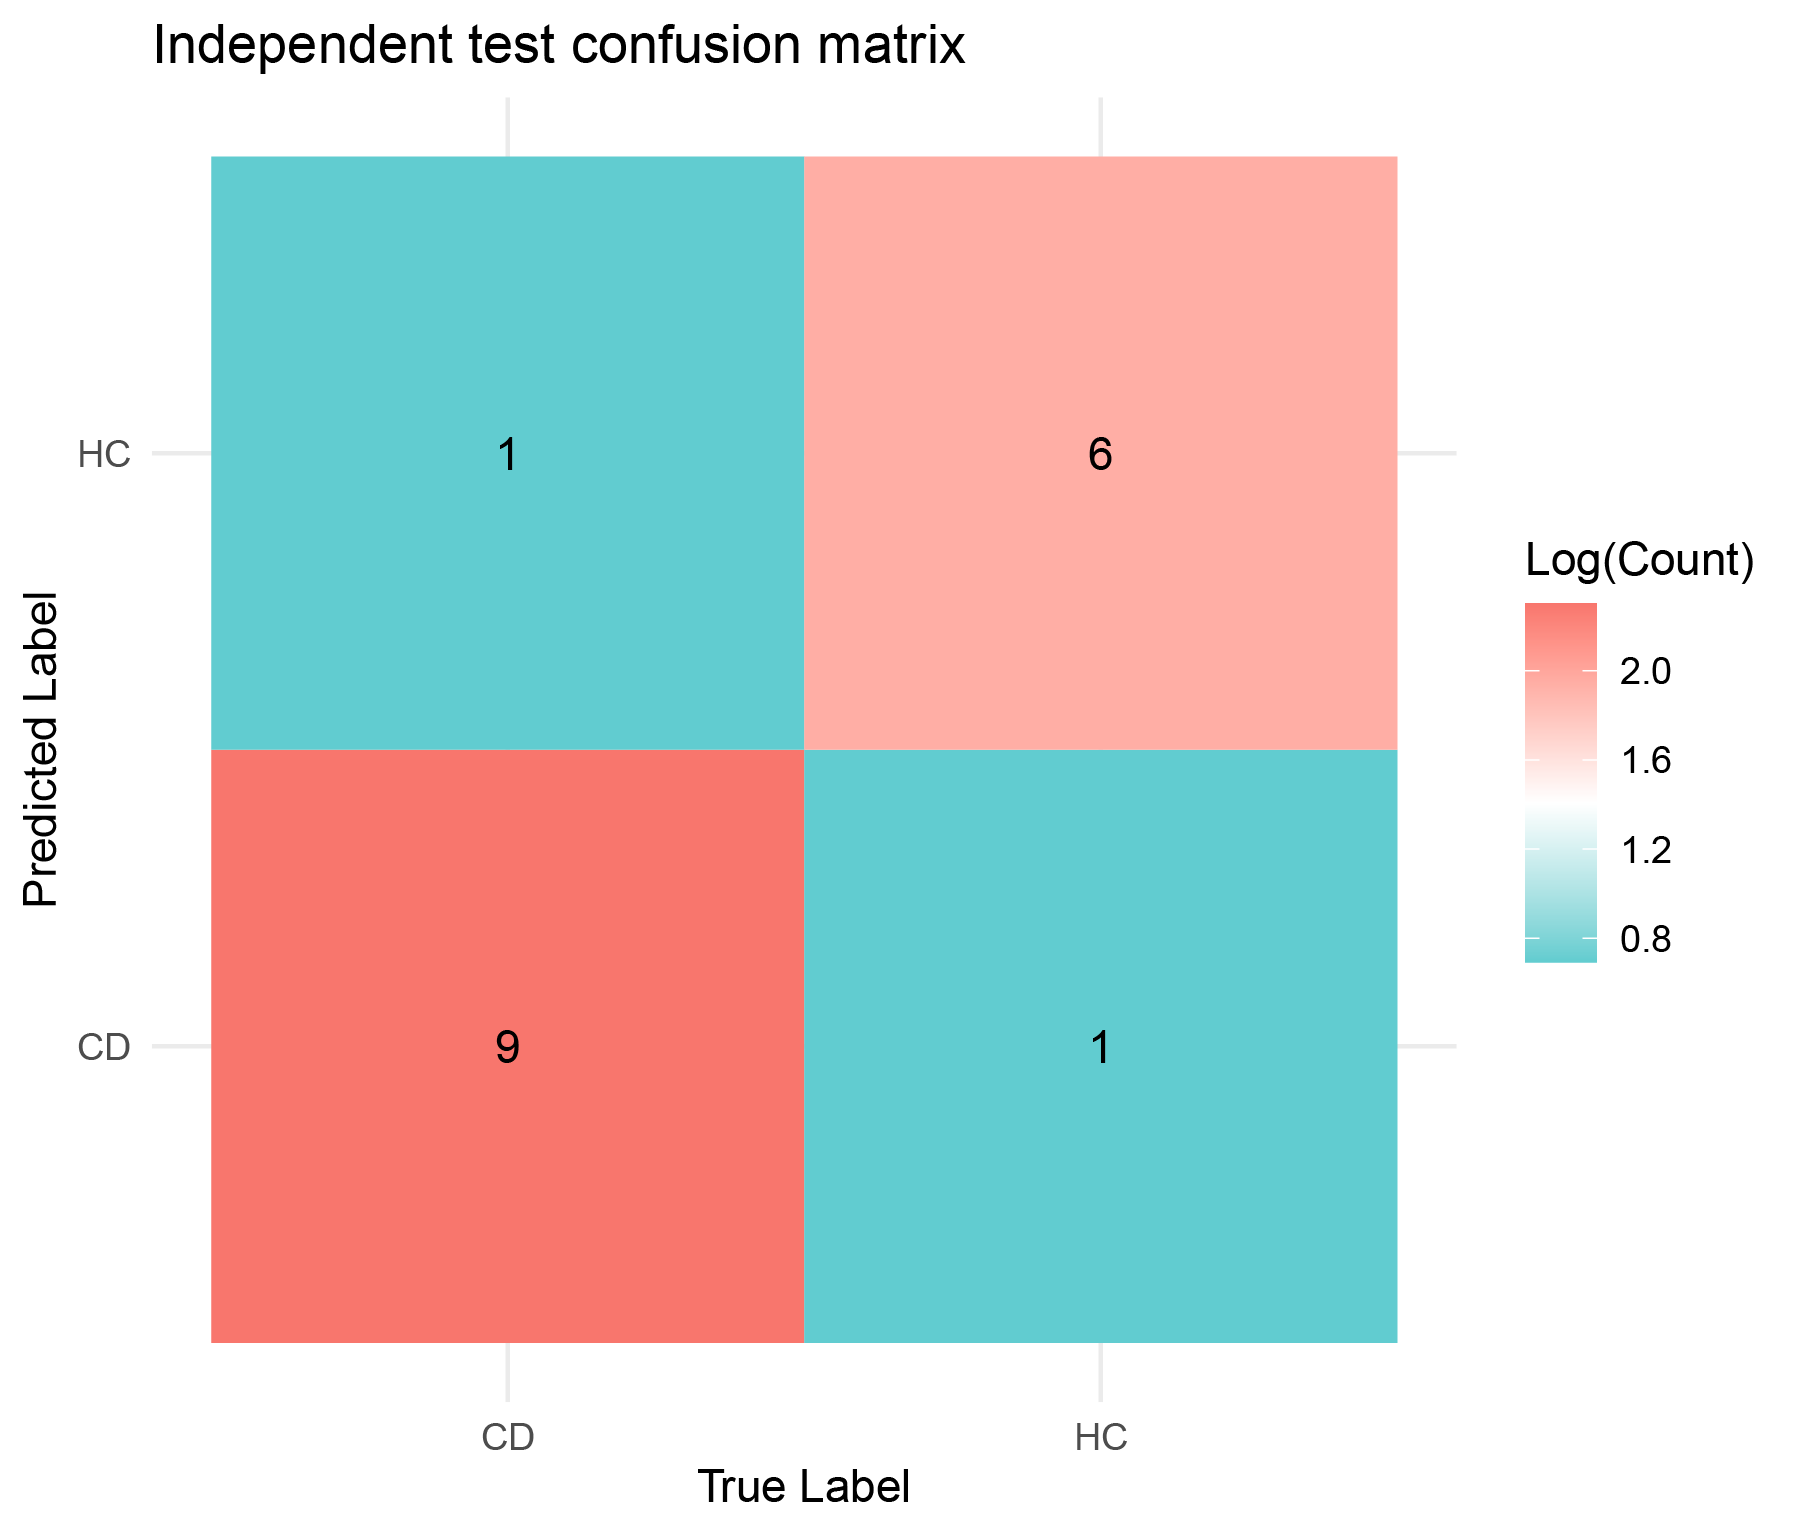 Independent test confusion matrix
Predicted Label
HC
CD
1
6
9
1
CD
HC
True Label
Log(Count)
2.0
1.6
1.2
0.8